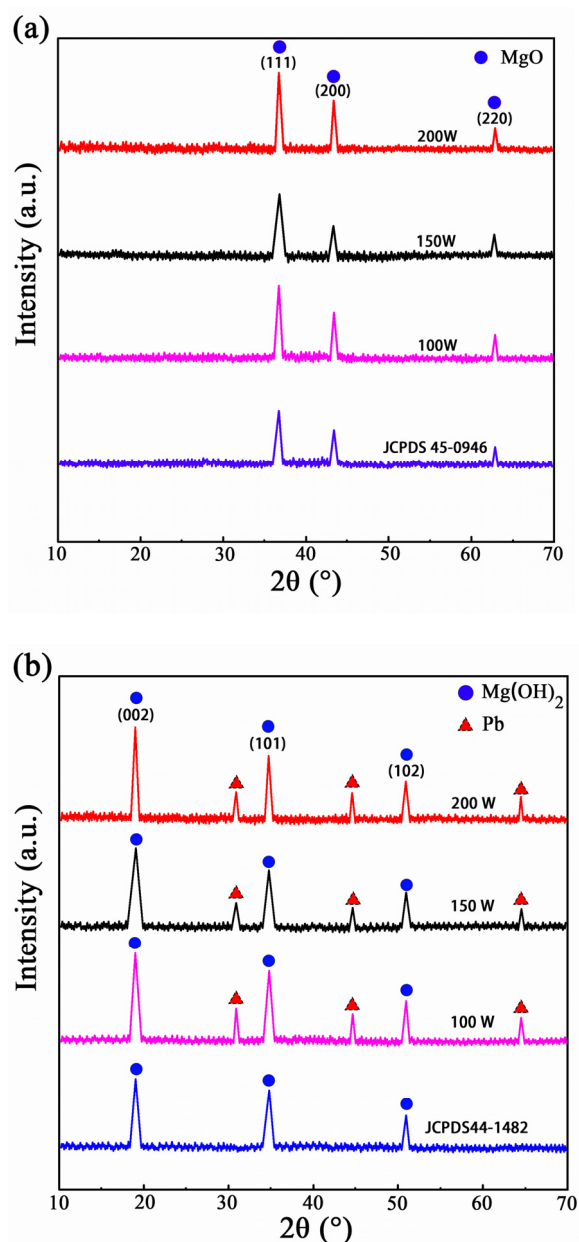 (a)
MgO
(111)
(200)
(220)
200W
150W
100W
JCPDS 45-0946
Intensity (a.u.)
10 20 30 40 50 60 70
2θ (°)
(b)
Mg(OH)₂
Pb
(002)
(101)
(102)
200 W
150 W
100 W
JCPDS44-1482
Intensity (a.u.)
10 20 30 40 50 60 70
2θ (°)